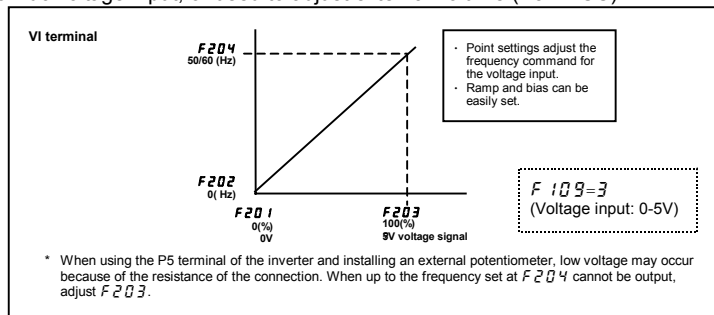 VI terminal
F204
50/60 (Hz)
· Point settings adjust the
frequency command for
the voltage input.
· Ramp and bias can be
easily set.
F202
0( Hz)
F201
0(%)
0V
F203
100(%)
5V voltage signal
F109=3
(Voltage input: 0-5V)
* When using the P5 terminal of the inverter and installing an external potentiometer, low voltage may occur
because of the resistance of the connection. When up to the frequency set at F204 cannot be output,
adjust F203.